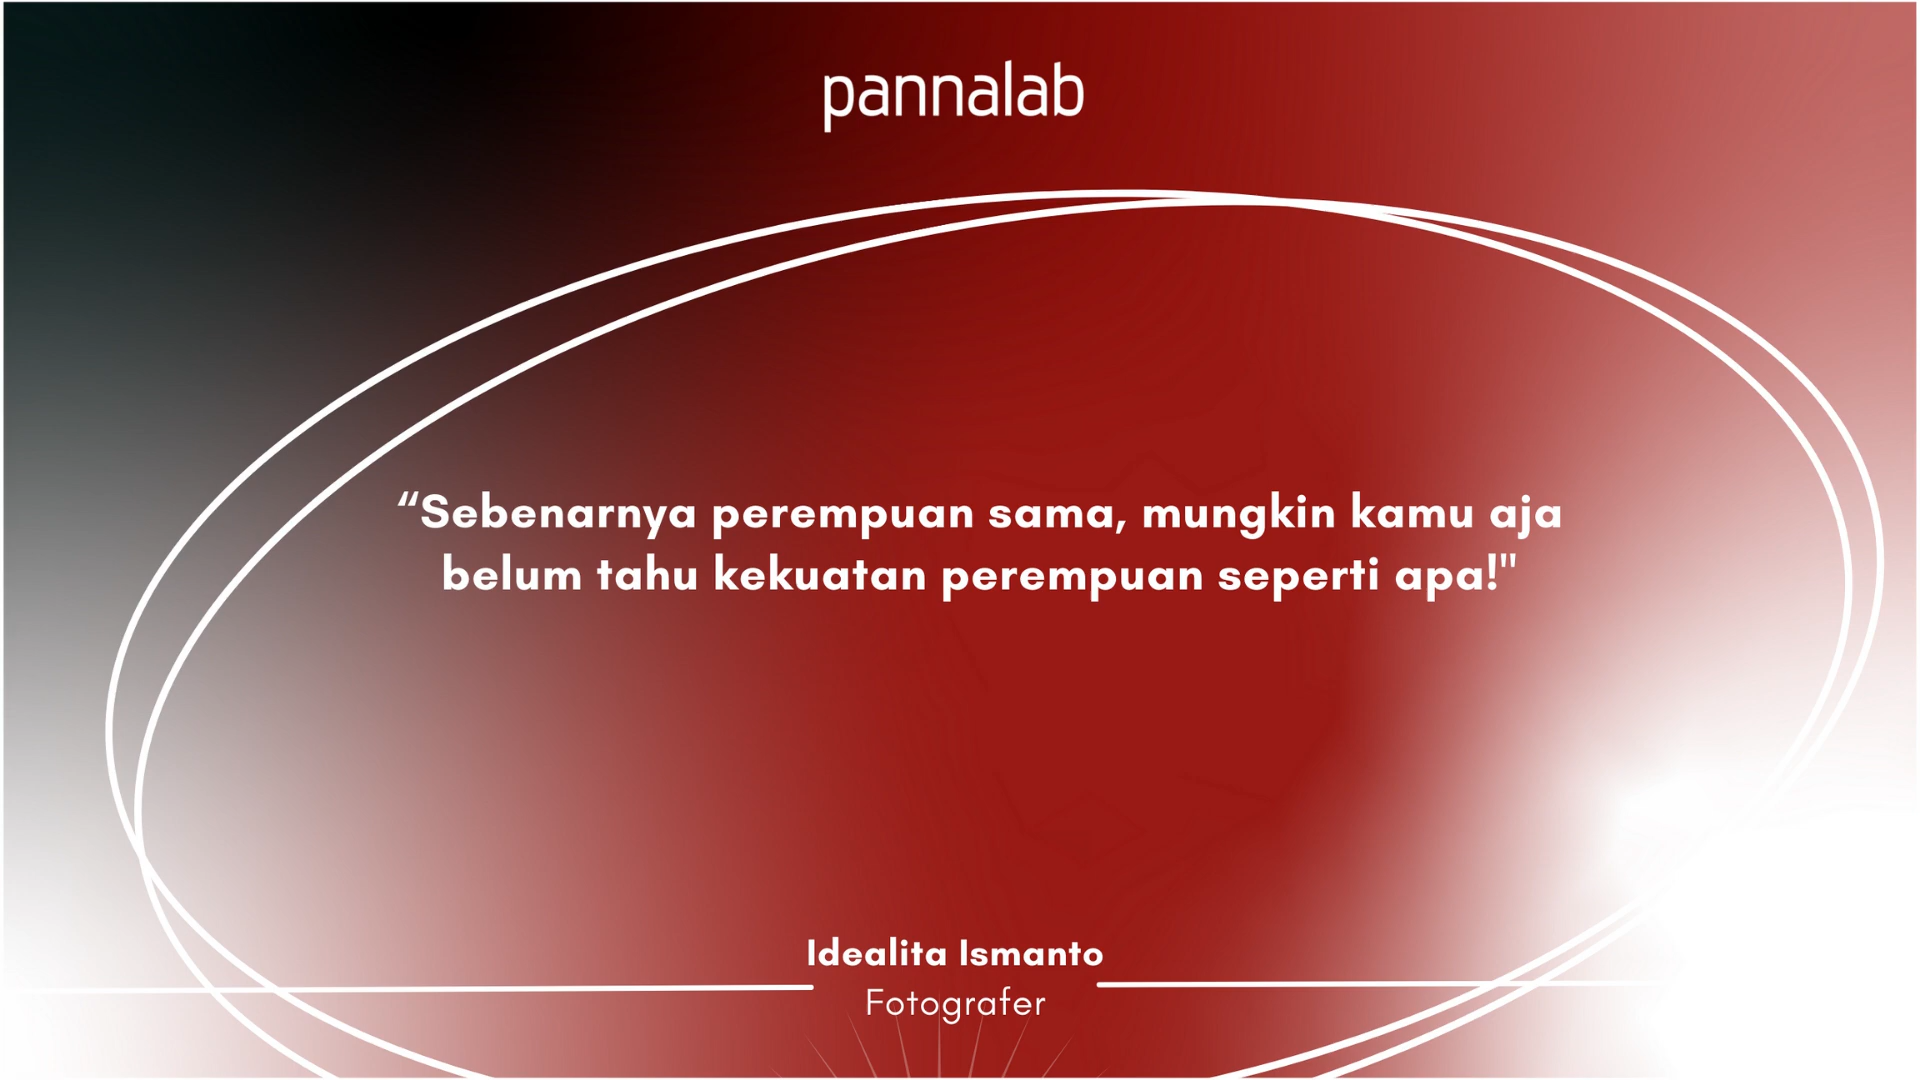 pannalab
“Sebenarnya perempuan sama, mungkin kamu aja
belum tahu kekuatan perempuan seperti apa!"
Idealita Ismanto
Fotografer